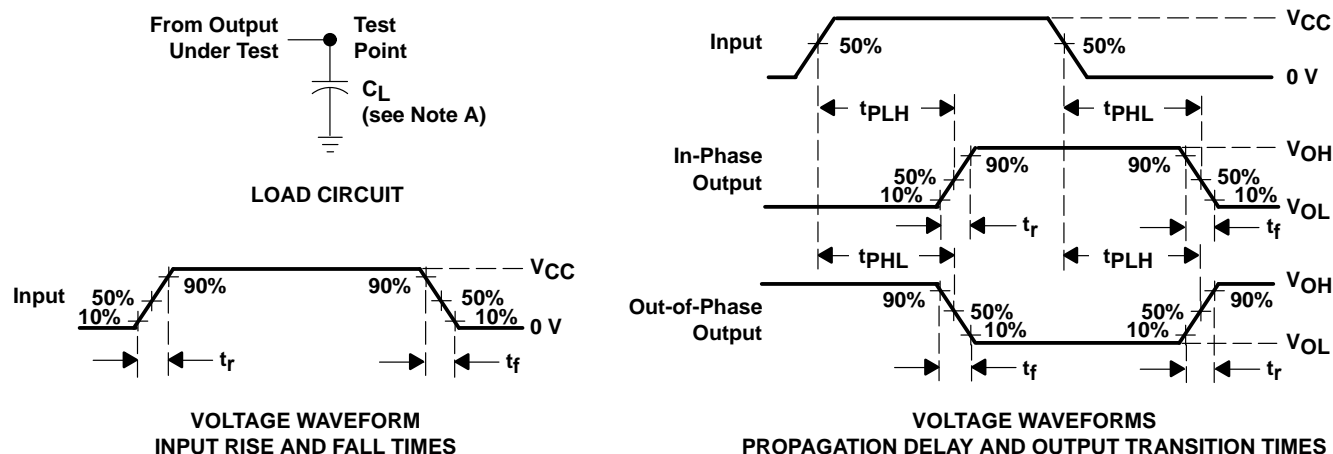 From Output
Under Test
Test
Point
CL
(see Note A)
LOAD CIRCUIT
Input
50%
10%
90%
90%
50%
10%
VCC
0 V
tr
tf
VOLTAGE WAVEFORM
INPUT RISE AND FALL TIMES
Input
50%
50%
VCC
0 V
tPLH
tPHL
In-Phase
Output
50%
10%
90%
90%
50%
10%
VOH
VOL
tr
tf
tPHL
tPLH
Out-of-Phase
Output
90%
50%
10%
50%
10%
90%
VOH
VOL
tf
tr
VOLTAGE WAVEFORMS
PROPAGATION DELAY AND OUTPUT TRANSITION TIMES